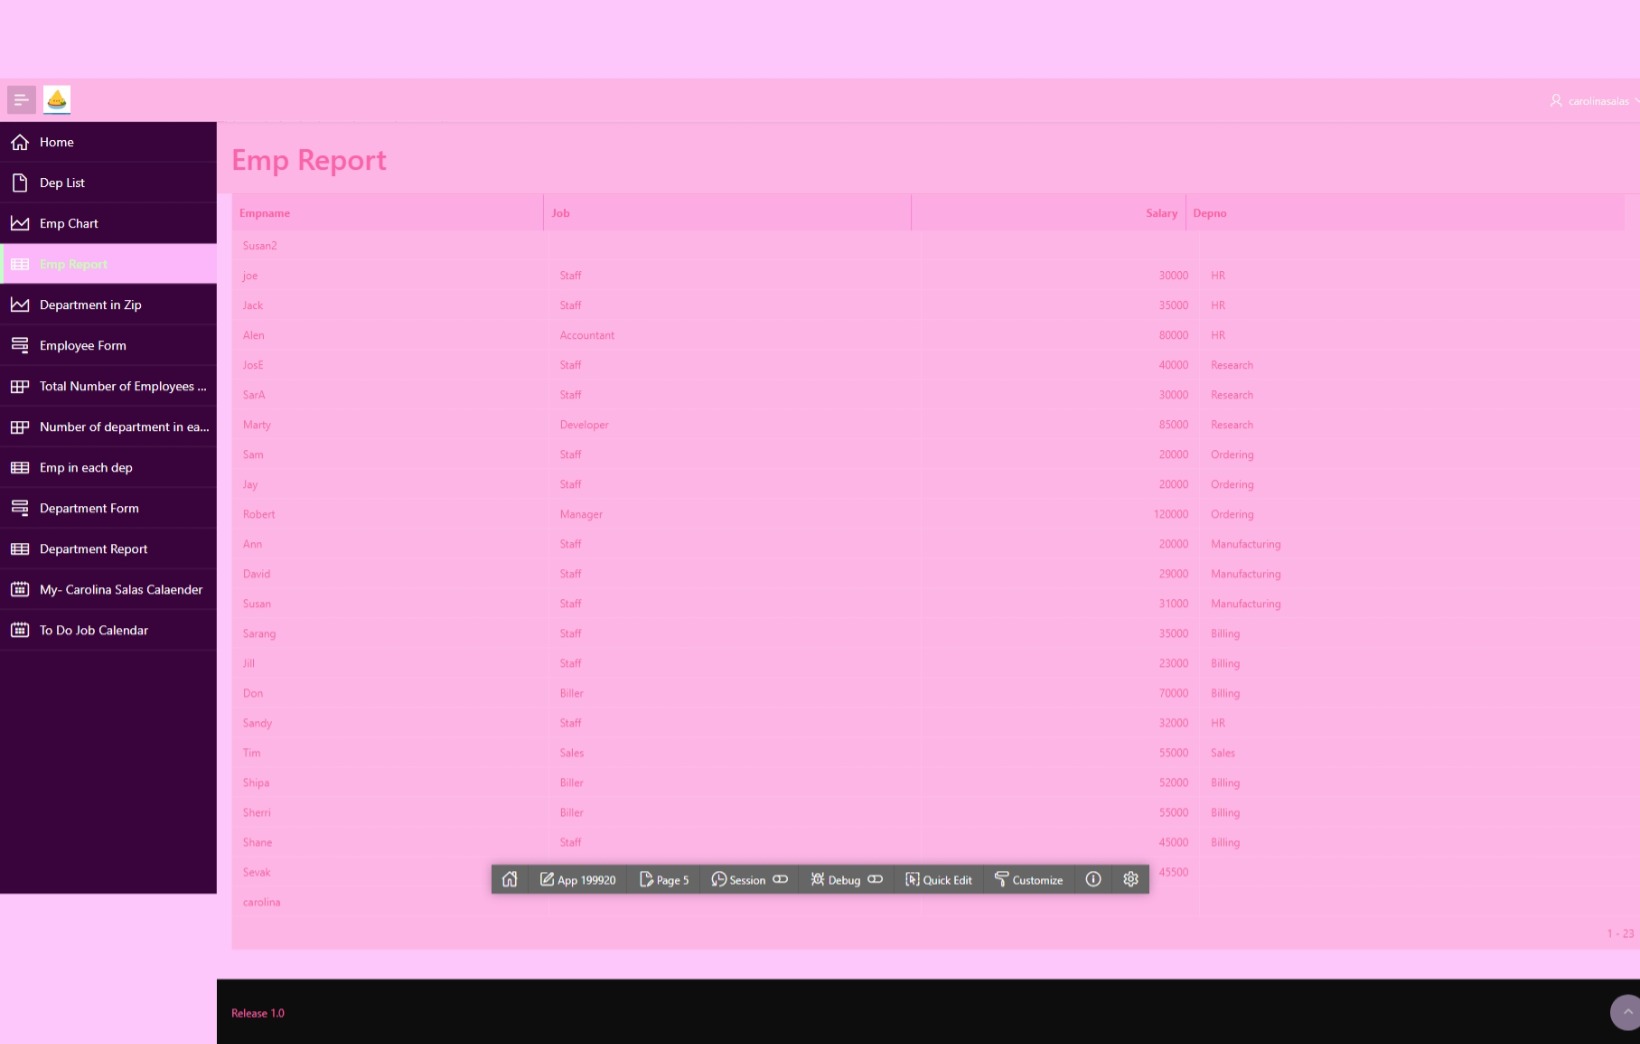 carolinasalas
Home
Dep List
Emp Chart
Emp Report
Department in Zip
Employee Form
Total Number of Employees ...
Number of department in ea...
Emp in each dep
Department Form
Department Report
My- Carolina Salas Calaender
To Do Job Calendar
Emp Report
Empname Job Salary Depno
Susan2
joe Staff 30000 HR
Jack Staff 35000 HR
Alen Accountant 80000 HR
JosE Staff 40000 Research
SarA Staff 30000 Research
Marty Developer 85000 Research
Sam Staff 20000 Ordering
Jay Staff 20000 Ordering
Robert Manager 120000 Ordering
Ann Staff 20000 Manufacturing
David Staff 29000 Manufacturing
Susan Staff 31000 Manufacturing
Sarang Staff 35000 Billing
Jill Staff 23000 Billing
Don Biller 70000 Billing
Sandy Staff 32000 HR
Tim Sales 55000 Sales
Shipa Biller 52000 Billing
Sherri Biller 55000 Billing
Shane Staff 45000 Billing
Sevak 45500
App 199920 Page 5 Session Debug Quick Edit Customize
carolina
1 - 23
Release 1.0